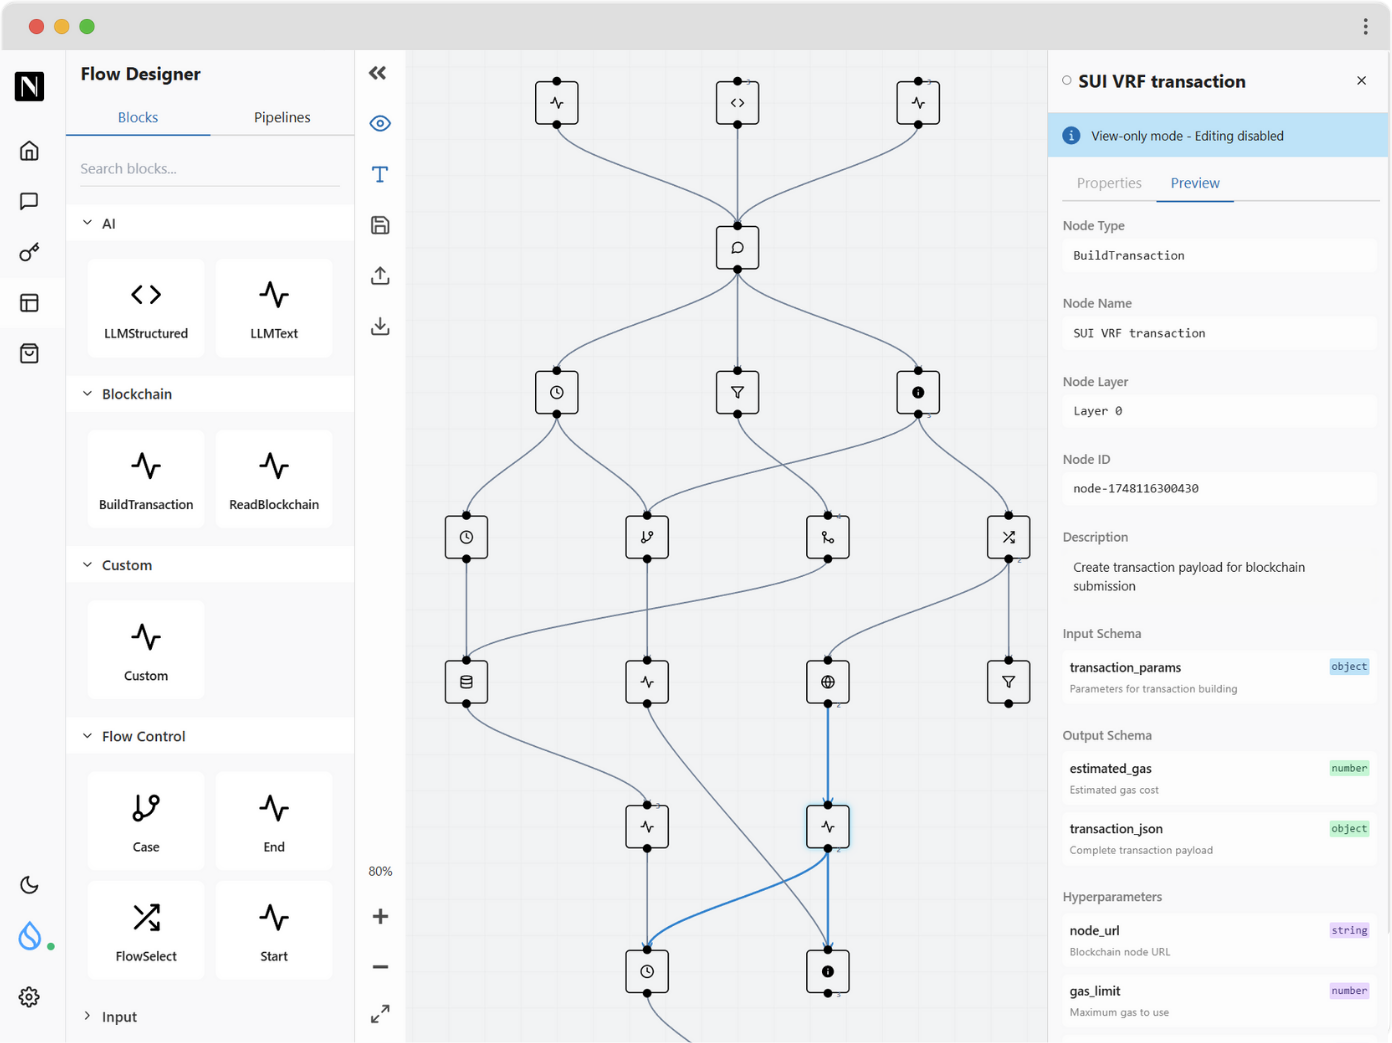 N
Flow Designer
Blocks
Pipelines
Search blocks...
AI
LLMStructured
LLMText
Blockchain
BuildTransaction
ReadBlockchain
Custom
Custom
Flow Control
Case
End
FlowSelect
Start
Input
80%
SUI VRF transaction
View-only mode - Editing disabled
Properties
Preview
Node Type
BuildTransaction
Node Name
SUI VRF transaction
Node Layer
Layer 0
Node ID
node-1748116300430
Description
Create transaction payload for blockchain
submission
Input Schema
transaction_params
object
Parameters for transaction building
Output Schema
estimated_gas
number
Estimated gas cost
transaction_json
object
Complete transaction payload
Hyperparameters
node_url
string
Blockchain node URL
gas_limit
number
Maximum gas to use